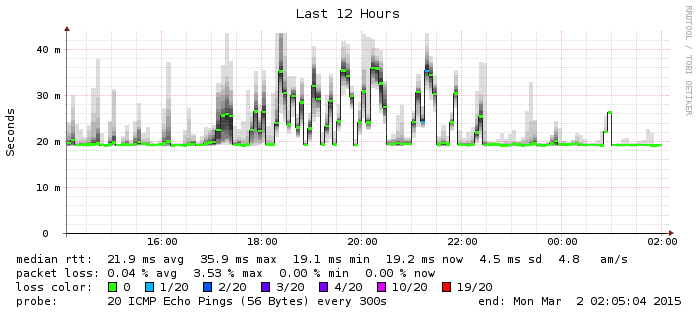 Last 12 Hours
RRDTOOL / TOBI OETIKER
Seconds
40 m
30 m
20 m
10 m
0
16:00 18:00 20:00 22:00 00:00 02:00
median rtt: 21.9 ms avg 35.9 ms max 19.1 ms min 19.2 ms now 4.5 ms sd 4.8 am/s
packet loss: 0.04 % avg 3.53 % max 0.00 % min 0.00 % now
loss color: 0 1/20 2/20 3/20 4/20 10/20 19/20
probe: 20 ICMP Echo Pings (56 Bytes) every 300s end: Mon Mar 2 02:05:04 2015